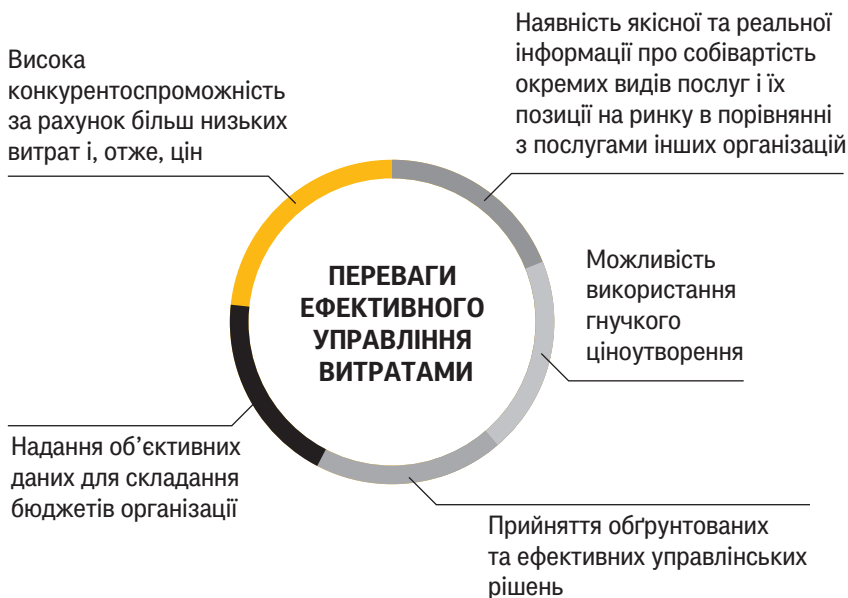 Висока
конкурентоспроможність
за рахунок більш низьких
витрат і, отже, цін
Наявність якісної та реальної
інформації про собівартість
окремих видів послуг і їх
позиції на ринку в порівнянні
з послугами інших організацій
ПЕРЕВАГИ
ЕФЕКТИВНОГО
УПРАВЛІННЯ
ВИТРАТАМИ
Можливість
використання
гнучкого
ціноутворення
Надання об’єктивних
даних для складання
бюджетів організації
Прийняття обґрунтованих
та ефективних управлінських
рішень